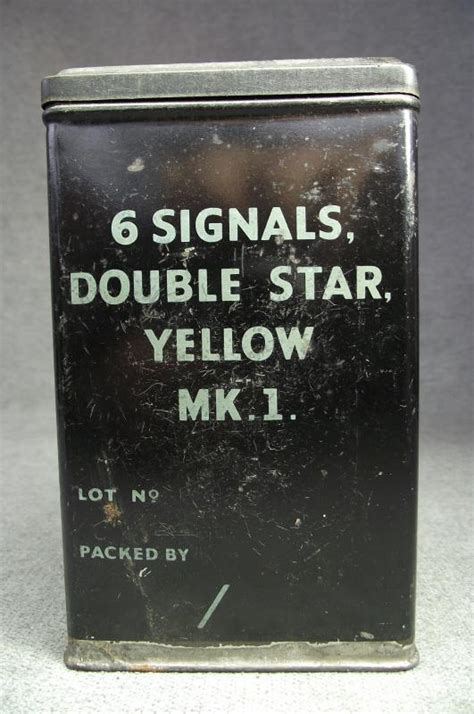 6 SIGNALS,
DOUBLE STAR,
YELLOW
MK.1.
LOT Nº
PACKED BY
/